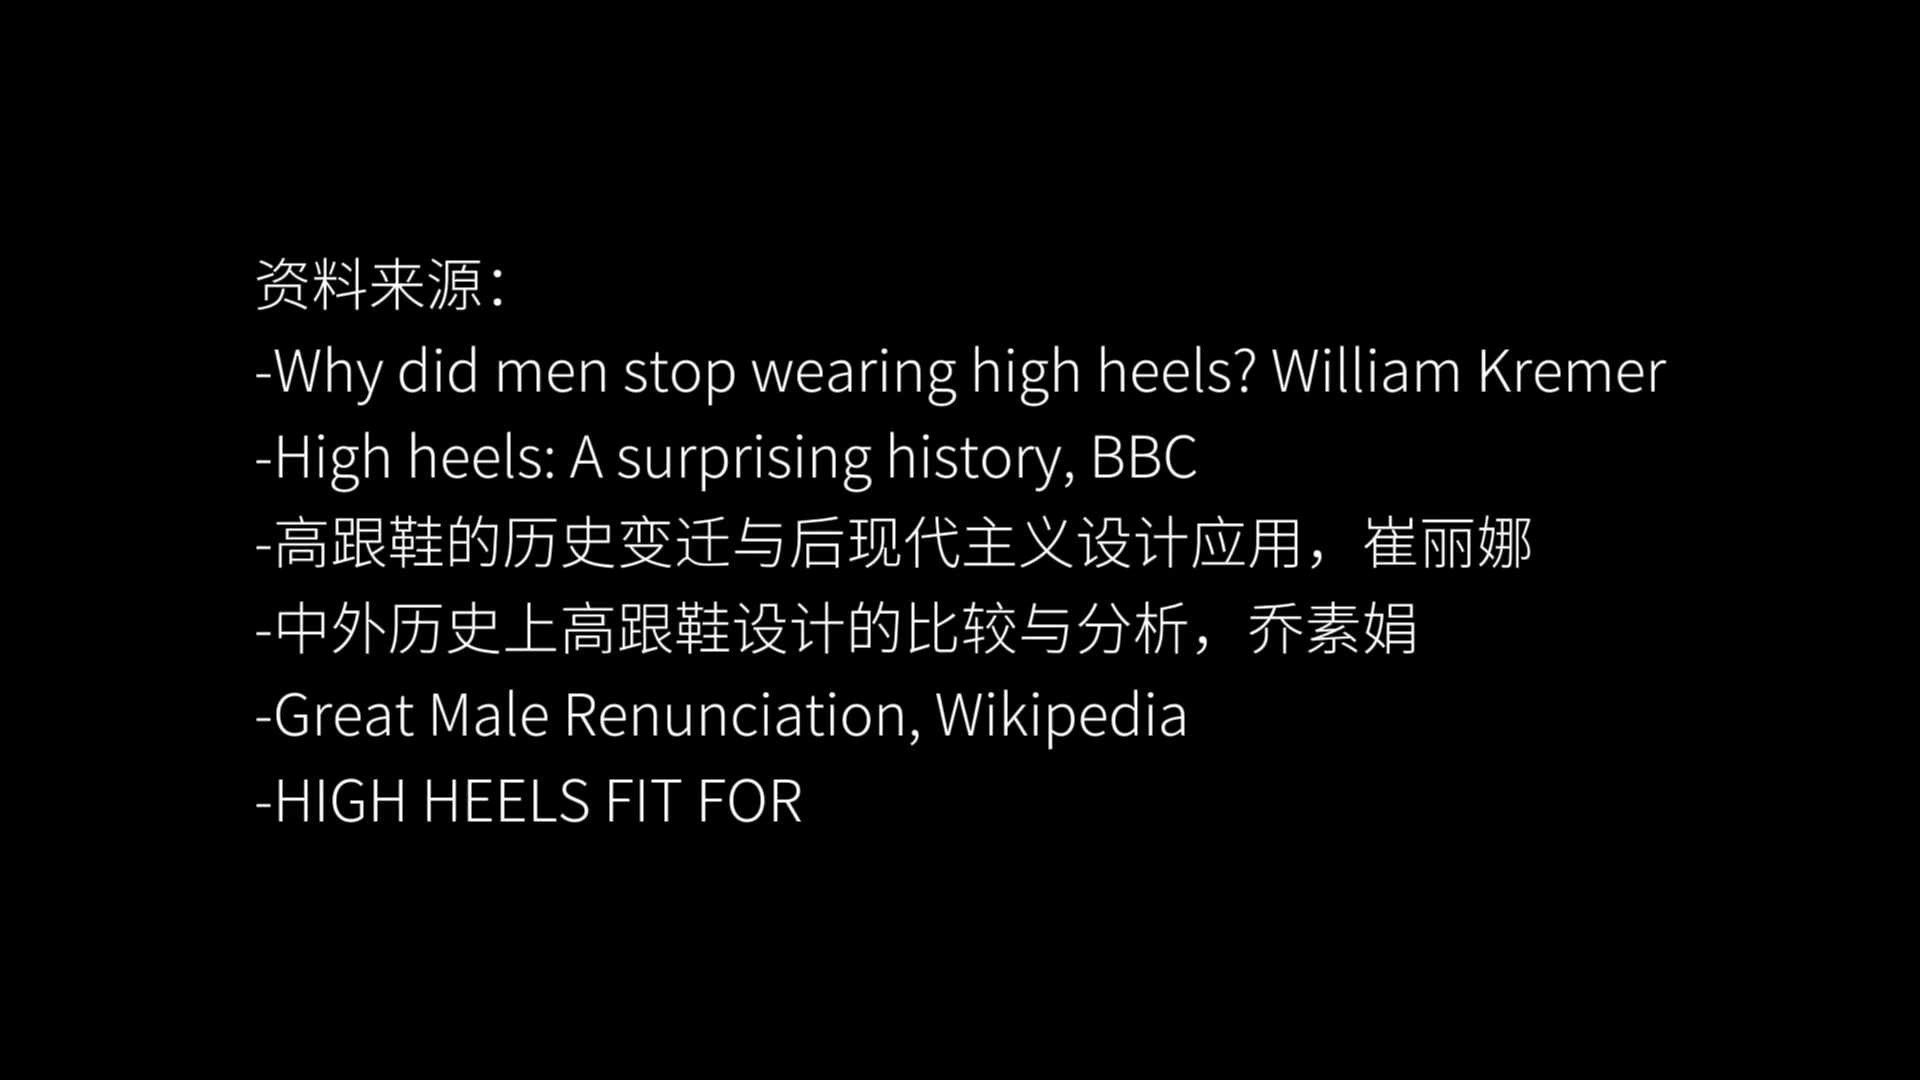 资料来源：
-Why did men stop wearing high heels? William Kremer
-High heels: A surprising history, BBC
-高跟鞋的历史变迁与后现代主义设计应用，崔丽娜
-中外历史上高跟鞋设计的比较与分析，乔素娟
-Great Male Renunciation, Wikipedia
-HIGH HEELS FIT FOR